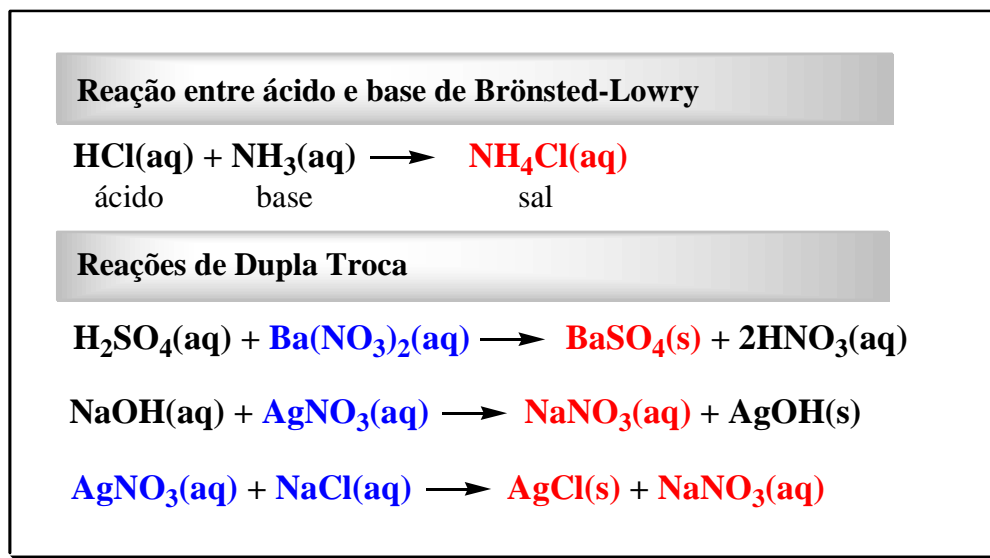 Reação entre ácido e base de Brönsted-Lowry
HCl(aq) + NH₃(aq) ⟶ NH₄Cl(aq)
ácido base sal
Reações de Dupla Troca
H₂SO₄(aq) + Ba(NO₃)₂(aq) ⟶ BaSO₄(s) + 2HNO₃(aq)
NaOH(aq) + AgNO₃(aq) ⟶ NaNO₃(aq) + AgOH(s)
AgNO₃(aq) + NaCl(aq) ⟶ AgCl(s) + NaNO₃(aq)